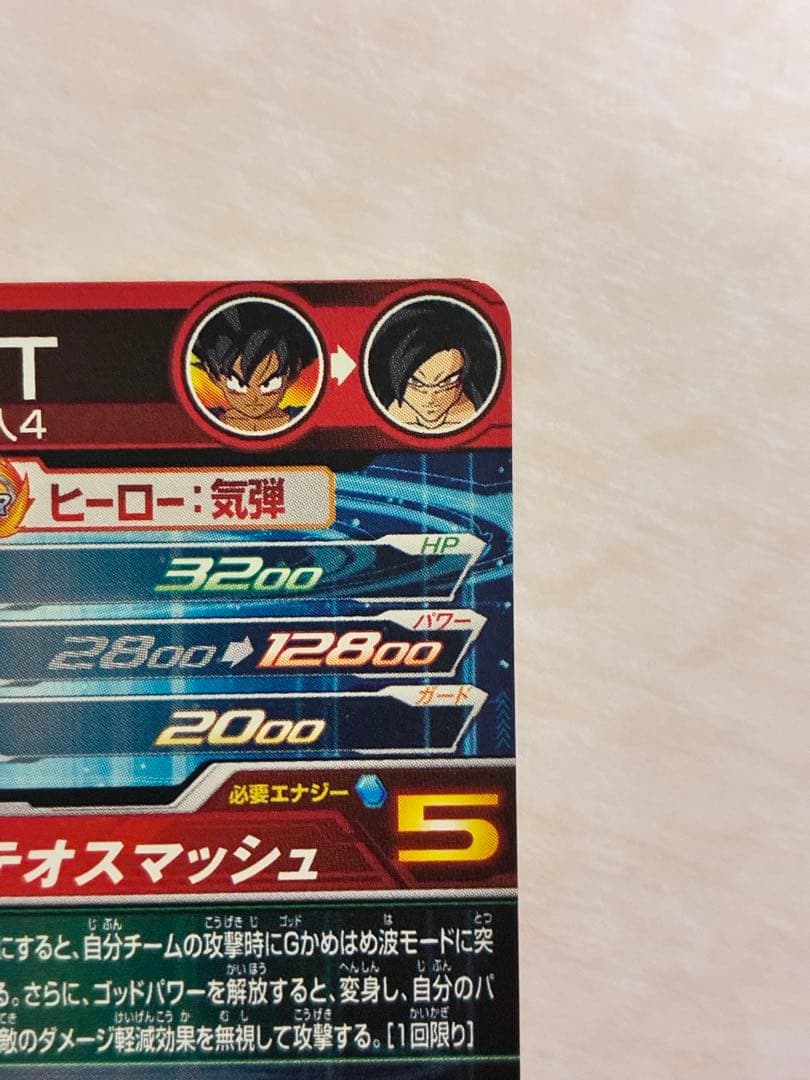 T
人4
ヒーロー:気弾
HP
3200
パワー
2800→12800
ガード
2000
必要エナジー 5
テオスマッシュ
にすると、自分チームの攻撃時にGかめはめ波モードに突
る。さらに、ゴッドパワーを解放すると、変身し、自分のパ
敵のダメージ軽減効果を無視して攻撃する。[1回限り]